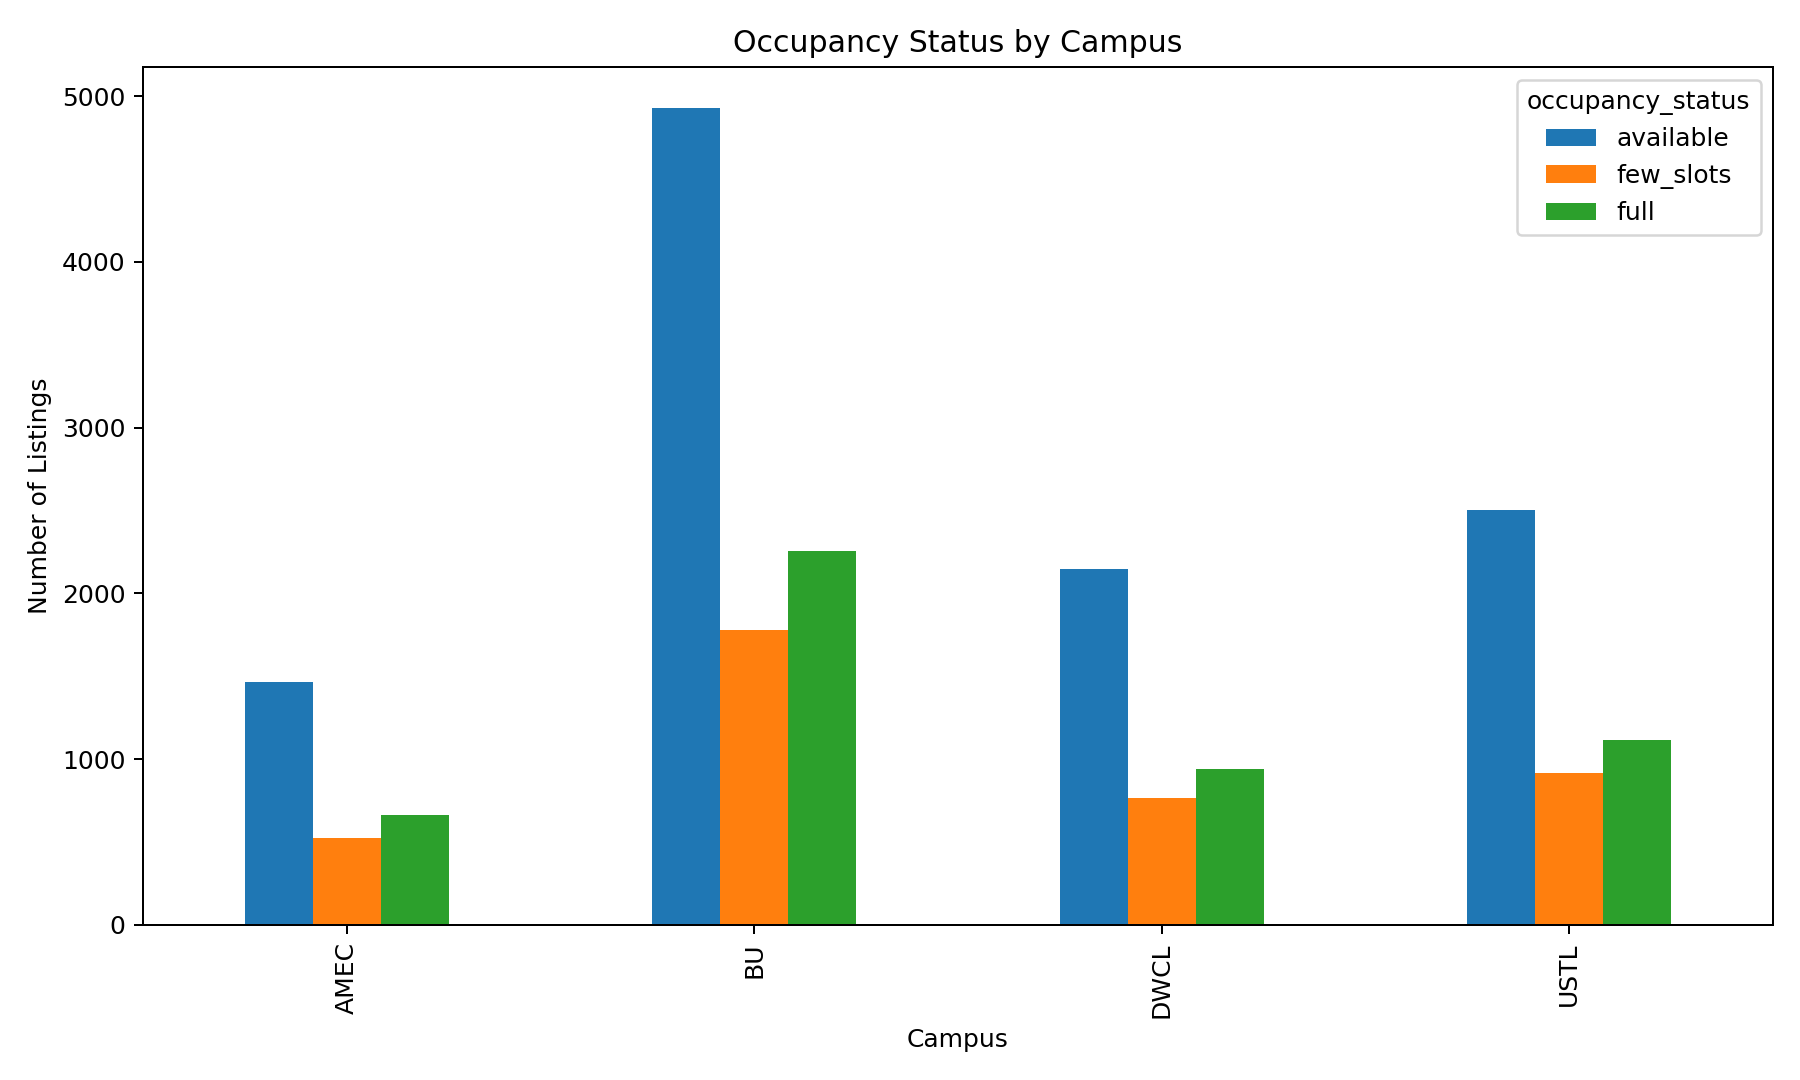 Occupancy Status by Campus
occupancy_status
available
few_slots
full
5000
4000
3000
2000
1000
0
Number of Listings
AMEC
BU
DWCL
USTL
Campus